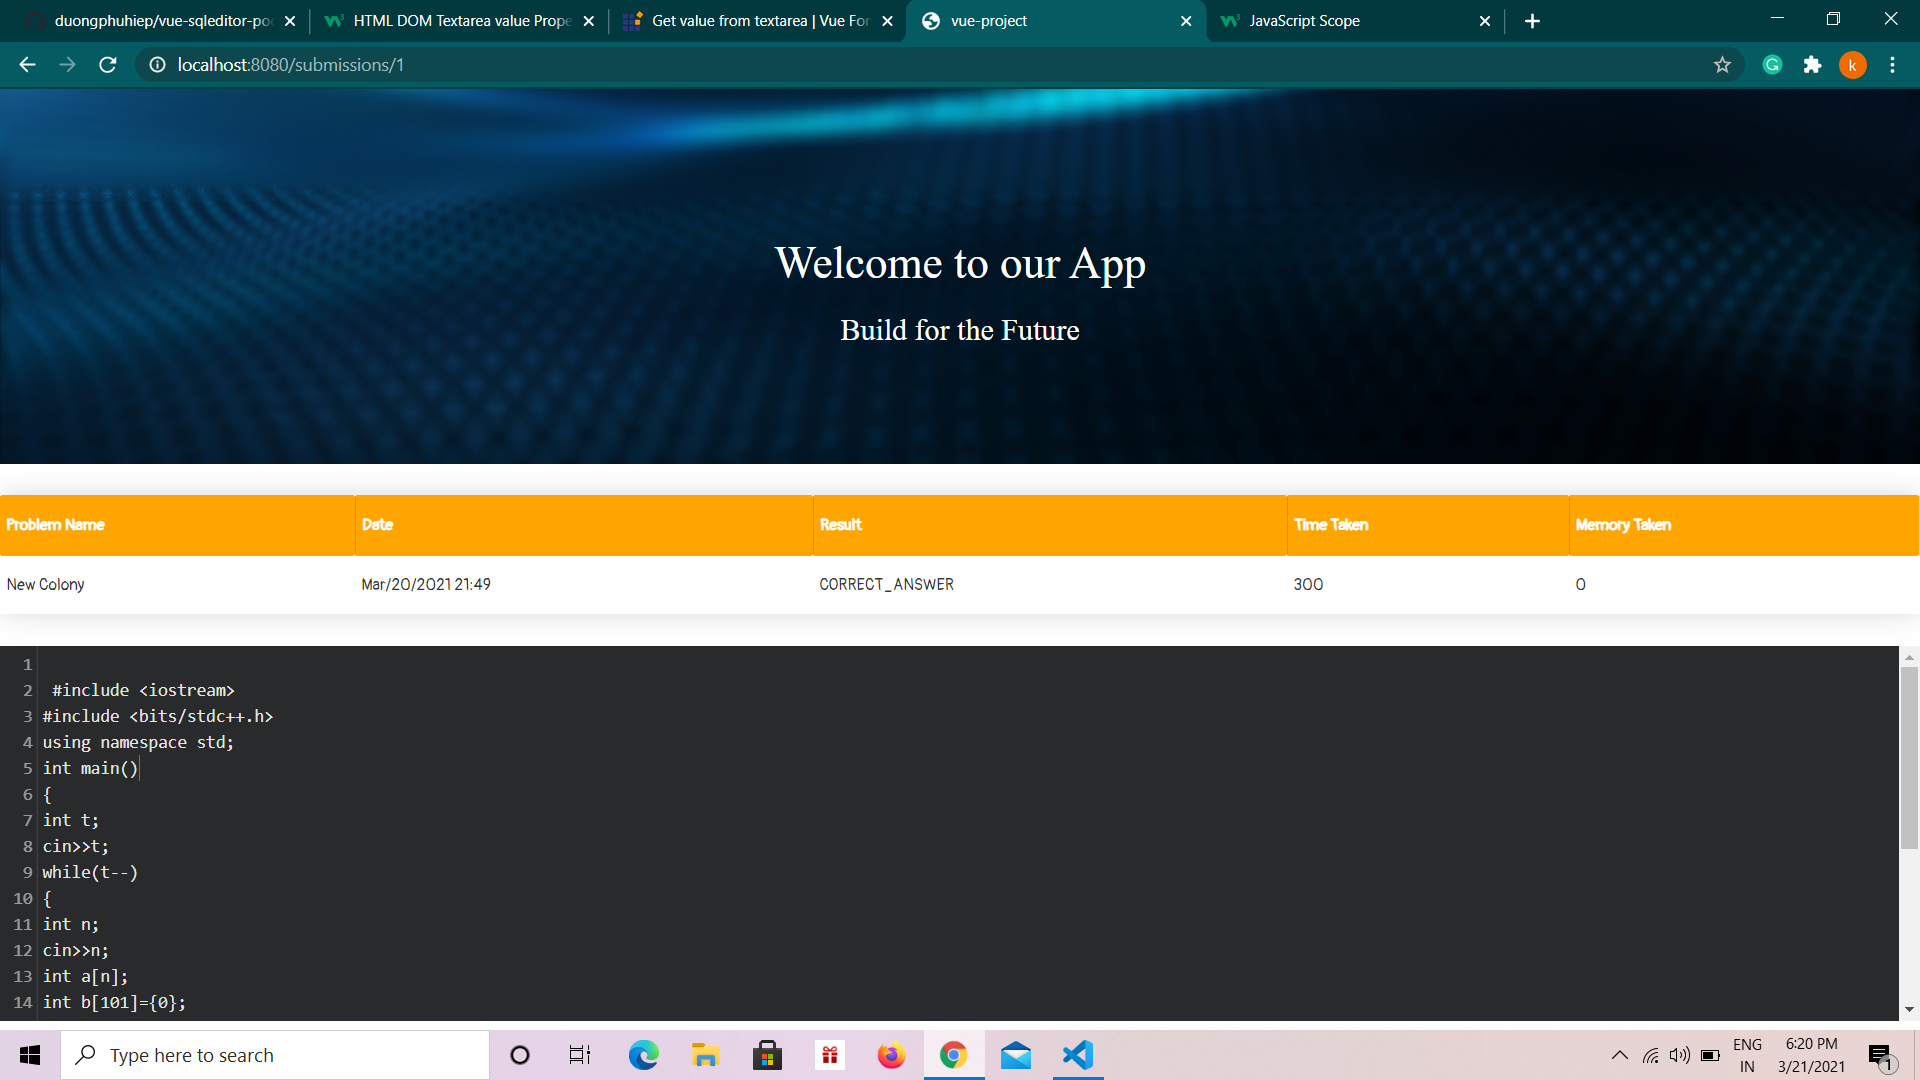 duongphuhiep/vue-sqleditor-po
HTML DOM Textarea value Prope
Get value from textarea | Vue For
vue-project
JavaScript Scope
localhost:8080/submissions/1
k
Welcome to our App
Build for the Future
Problem Name Date Result Time Taken Memory Taken
New Colony Mar/20/2021 21:49 CORRECT_ANSWER 300 0
1
2 #include <iostream>
3 #include <bits/stdc++.h>
4 using namespace std;
5 int main()
6 {
7 int t;
8 cin>>t;
9 while(t--)
10 {
11 int n;
12 cin>>n;
13 int a[n];
14 int b[101]={0};
Type here to search
ENG
IN
6:20 PM
3/21/2021
1